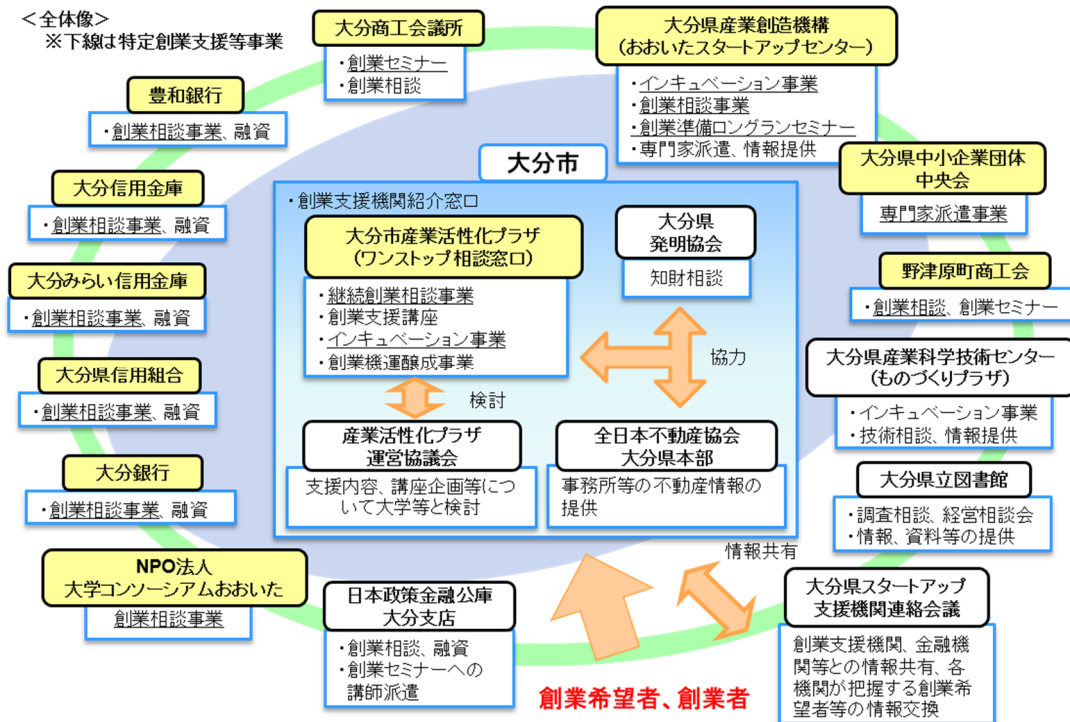 <全体像>
※下線は特定創業支援等事業
大分商工会議所
・創業セミナー
・創業相談
大分県産業創造機構
(おおいたスタートアップセンター)
・インキュベーション事業
・創業相談事業
・創業準備ロングランセミナー
・専門家派遣、情報提供
豊和銀行
・創業相談事業、融資
大分信用金庫
・創業相談事業、融資
大分みらい信用金庫
・創業相談事業、融資
大分県信用組合
・創業相談事業、融資
大分銀行
・創業相談事業、融資
NPO法人
大学コンソーシアムおおいた
創業相談事業
大分市
・創業支援機関紹介窓口
大分市産業活性化プラザ
(ワンストップ相談窓口)
・継続創業相談事業
・創業支援講座
・インキュベーション事業
・創業機運醸成事業
大分県
発明協会
知財相談
協力
検討
産業活性化プラザ
運営協議会
支援内容、講座企画等につ
いて大学等と検討
全日本不動産協会
大分県本部
事務所等の不動産情報の
提供
大分県中小企業団体
中央会
専門家派遣事業
野津原町商工会
・創業相談、創業セミナー
大分県産業科学技術センター
(ものづくりプラザ)
・インキュベーション事業
・技術相談、情報提供
大分県立図書館
・調査相談、経営相談会
・情報、資料等の提供
情報共有
大分県スタートアップ
支援機関連絡会議
創業支援機関、金融機
関等との情報共有、各
機関が把握する創業希
望者等の情報交換
日本政策金融公庫
大分支店
・創業相談、融資
・創業セミナーへの
講師派遣
創業希望者、創業者